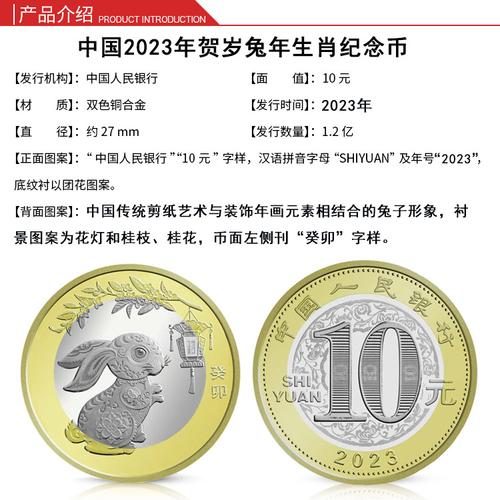 产品介绍 PRODUCT INTRODUCTION
中国2023年贺岁兔年生肖纪念币
【发行机构】：中国人民银行 【面 值】：10 元
【材 质】：双色铜合金 【发行时间】：2023年
【直 径】：约 27 mm 【发行数量】：1.2 亿
【正面图案】：“中国人民银行”“10 元”字样，汉语拼音字母“SHIYUAN”及年号“2023”，
底纹衬以团花图案。
【背面图案】：中国传统剪纸艺术与装饰年画元素相结合的兔子形象，衬
景图案为花灯和桂枝、桂花，币面左侧刊“癸卯”字样。
癸卯
中国人民银行
10元
SHI
YUAN
2023